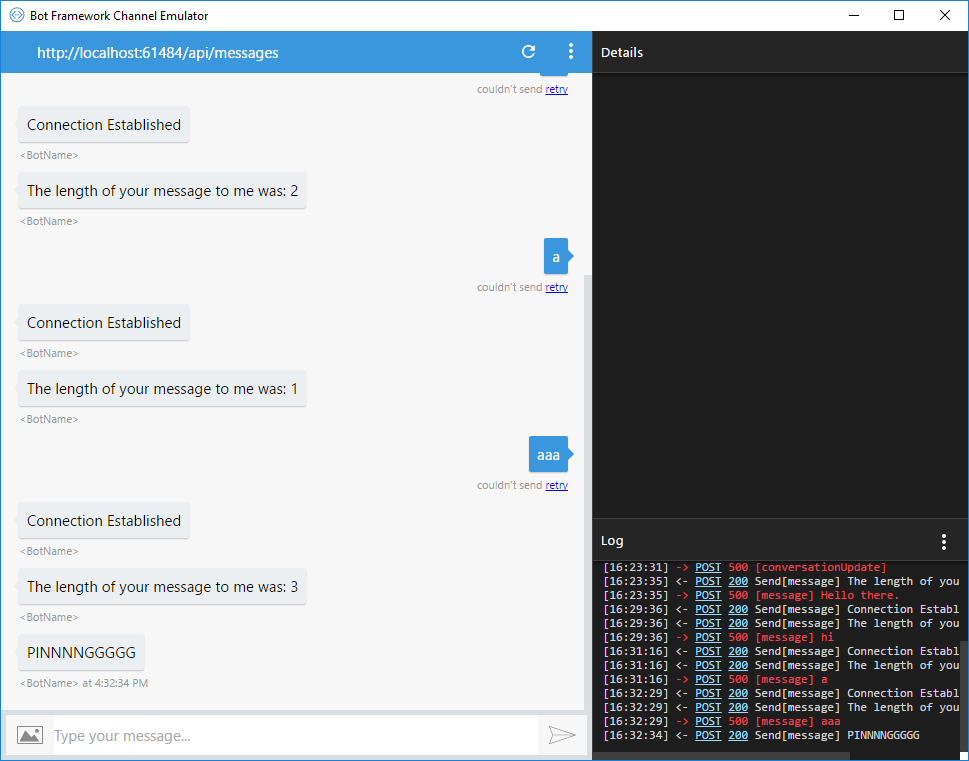 Bot Framework Channel Emulator
http://localhost:61484/api/messages
couldn't send retry
Connection Established
<BotName>
The length of your message to me was: 2
<BotName>
a
couldn't send retry
Connection Established
<BotName>
The length of your message to me was: 1
<BotName>
aaa
couldn't send retry
Connection Established
<BotName>
The length of your message to me was: 3
<BotName>
PINNNNGGGGG
<BotName> at 4:32:34 PM
Type your message...
Details
Log
[16:23:31] -> POST 500 [conversationUpdate]
[16:23:35] <- POST 200 Send[message] The length of you
[16:23:35] -> POST 500 [message] Hello there.
[16:29:36] <- POST 200 Send[message] Connection Establ
[16:29:36] <- POST 200 Send[message] The length of you
[16:29:36] -> POST 500 [message] hi
[16:31:16] <- POST 200 Send[message] Connection Establ
[16:31:16] <- POST 200 Send[message] The length of you
[16:31:16] -> POST 500 [message] a
[16:32:29] <- POST 200 Send[message] Connection Establ
[16:32:29] <- POST 200 Send[message] The length of you
[16:32:29] -> POST 500 [message] aaa
[16:32:34] <- POST 200 Send[message] PINNNNGGGGG